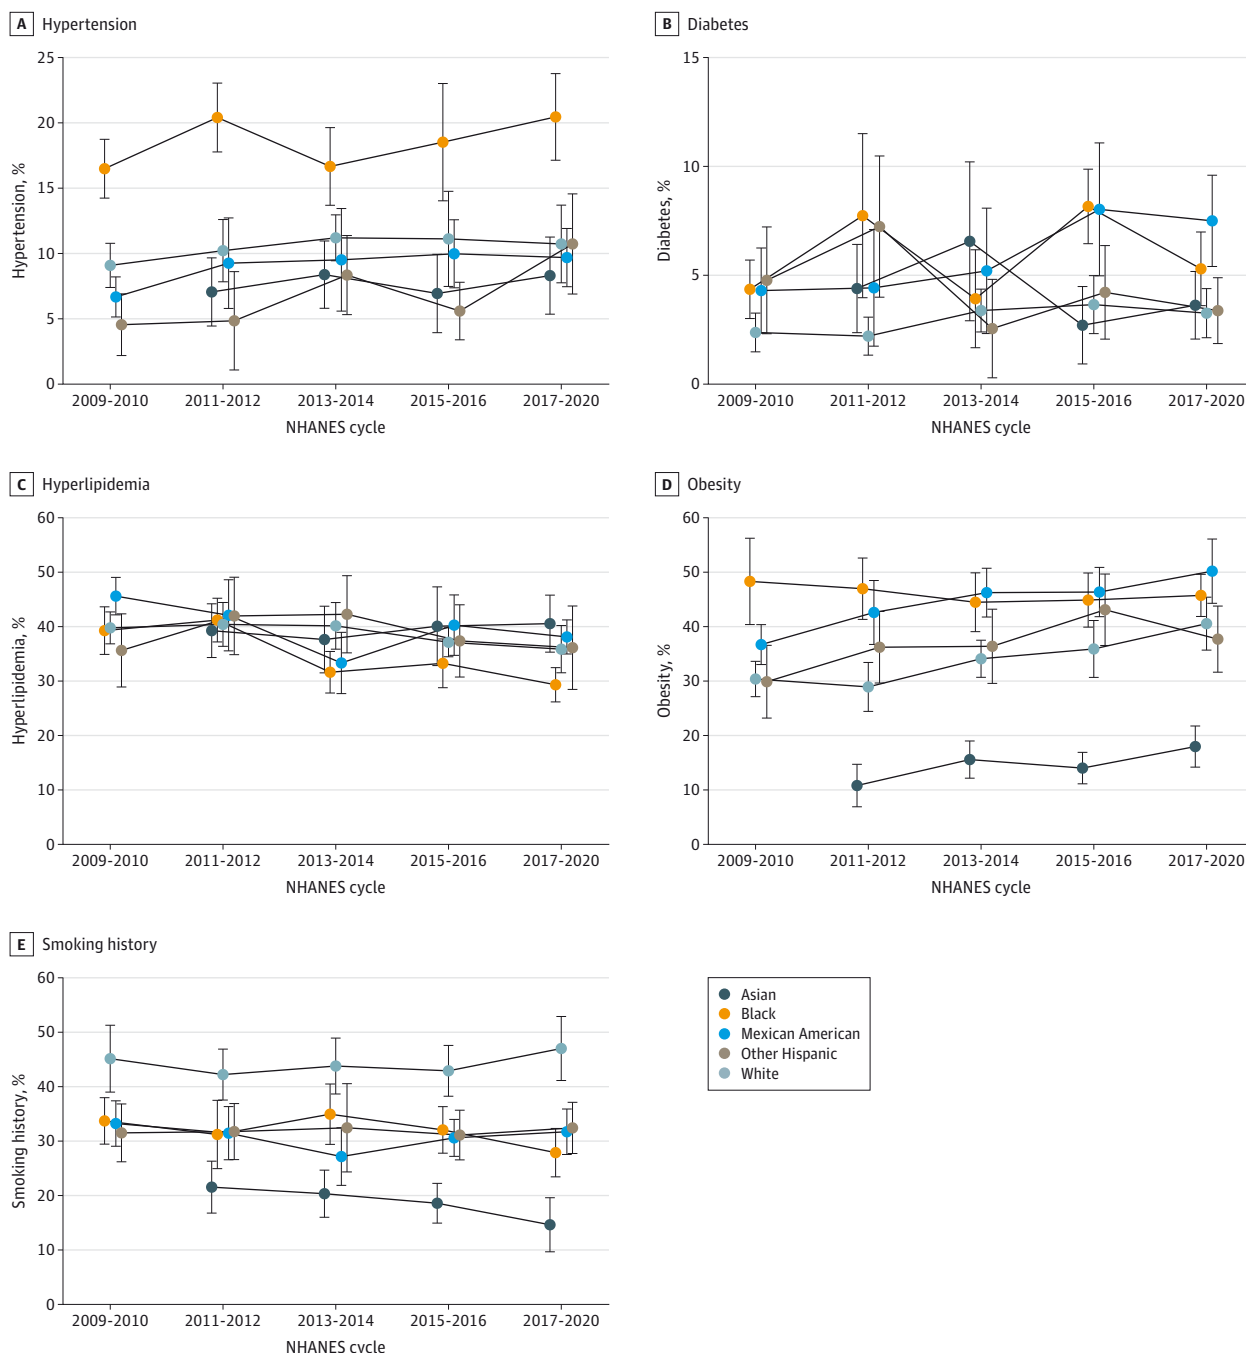 A Hypertension
25
20
15
10
5
0
Hypertension, %
2009-2010 2011-2012 2013-2014 2015-2016 2017-2020
NHANES cycle
B Diabetes
15
10
5
0
Diabetes, %
2009-2010 2011-2012 2013-2014 2015-2016 2017-2020
NHANES cycle
C Hyperlipidemia
60
50
40
30
20
10
0
Hyperlipidemia, %
2009-2010 2011-2012 2013-2014 2015-2016 2017-2020
NHANES cycle
D Obesity
60
50
40
30
20
10
0
Obesity, %
2009-2010 2011-2012 2013-2014 2015-2016 2017-2020
NHANES cycle
E Smoking history
60
50
40
30
20
10
0
Smoking history, %
2009-2010 2011-2012 2013-2014 2015-2016 2017-2020
NHANES cycle
Asian
Black
Mexican American
Other Hispanic
White